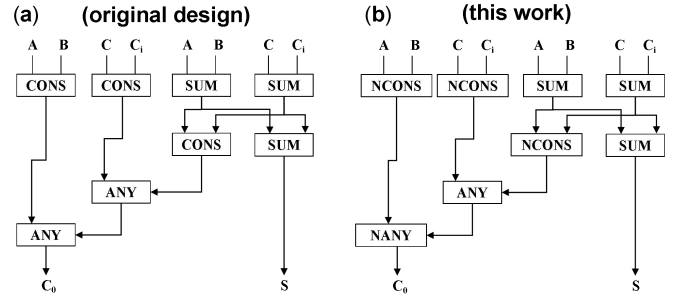 (a) (original design)
A B C Ci A B C Ci
CONS CONS SUM SUM
CONS SUM
ANY
ANY
C0 S
(b) (this work)
A B C Ci A B C Ci
NCONS NCONS SUM SUM
NCONS SUM
ANY
NANY
C0 S